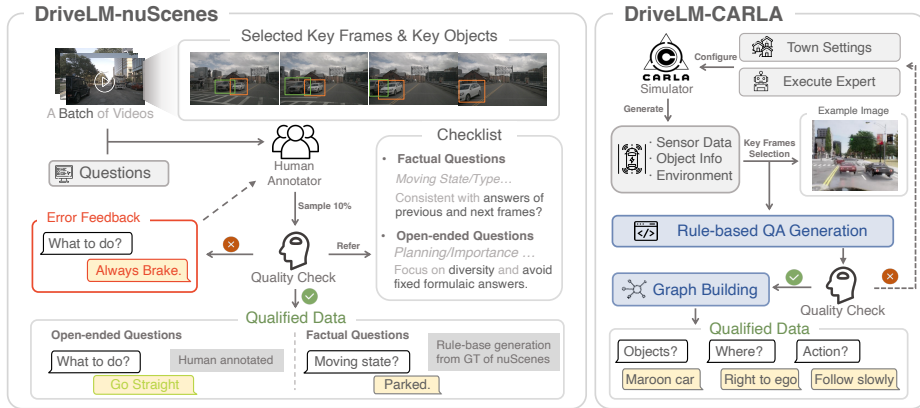 DriveLM-nuScenes
Selected Key Frames & Key Objects
A Batch of Videos
Questions
Human
Annotator
Sample 10%
Checklist
• Factual Questions
Moving State/Type…
Consistent with answers of
previous and next frames?
• Open-ended Questions
Planning/Importance …
Focus on diversity and avoid
fixed formulaic answers.
Error Feedback
What to do?
Always Brake.
Refer
Quality Check
Qualified Data
Open-ended Questions
What to do?
Human annotated
Go Straight
Factual Questions
Moving state?
Rule-base generation
from GT of nuScenes
Parked.
DriveLM-CARLA
CARLA
Simulator
Configure
Town Settings
Execute Expert
Generate
· Sensor Data
· Object Info
· Environment
Key Frames
Selection
Example Image
Rule-based QA Generation
Graph Building
Quality Check
Qualified Data
Objects?
Where?
Action?
Maroon car
Right to ego
Follow slowly